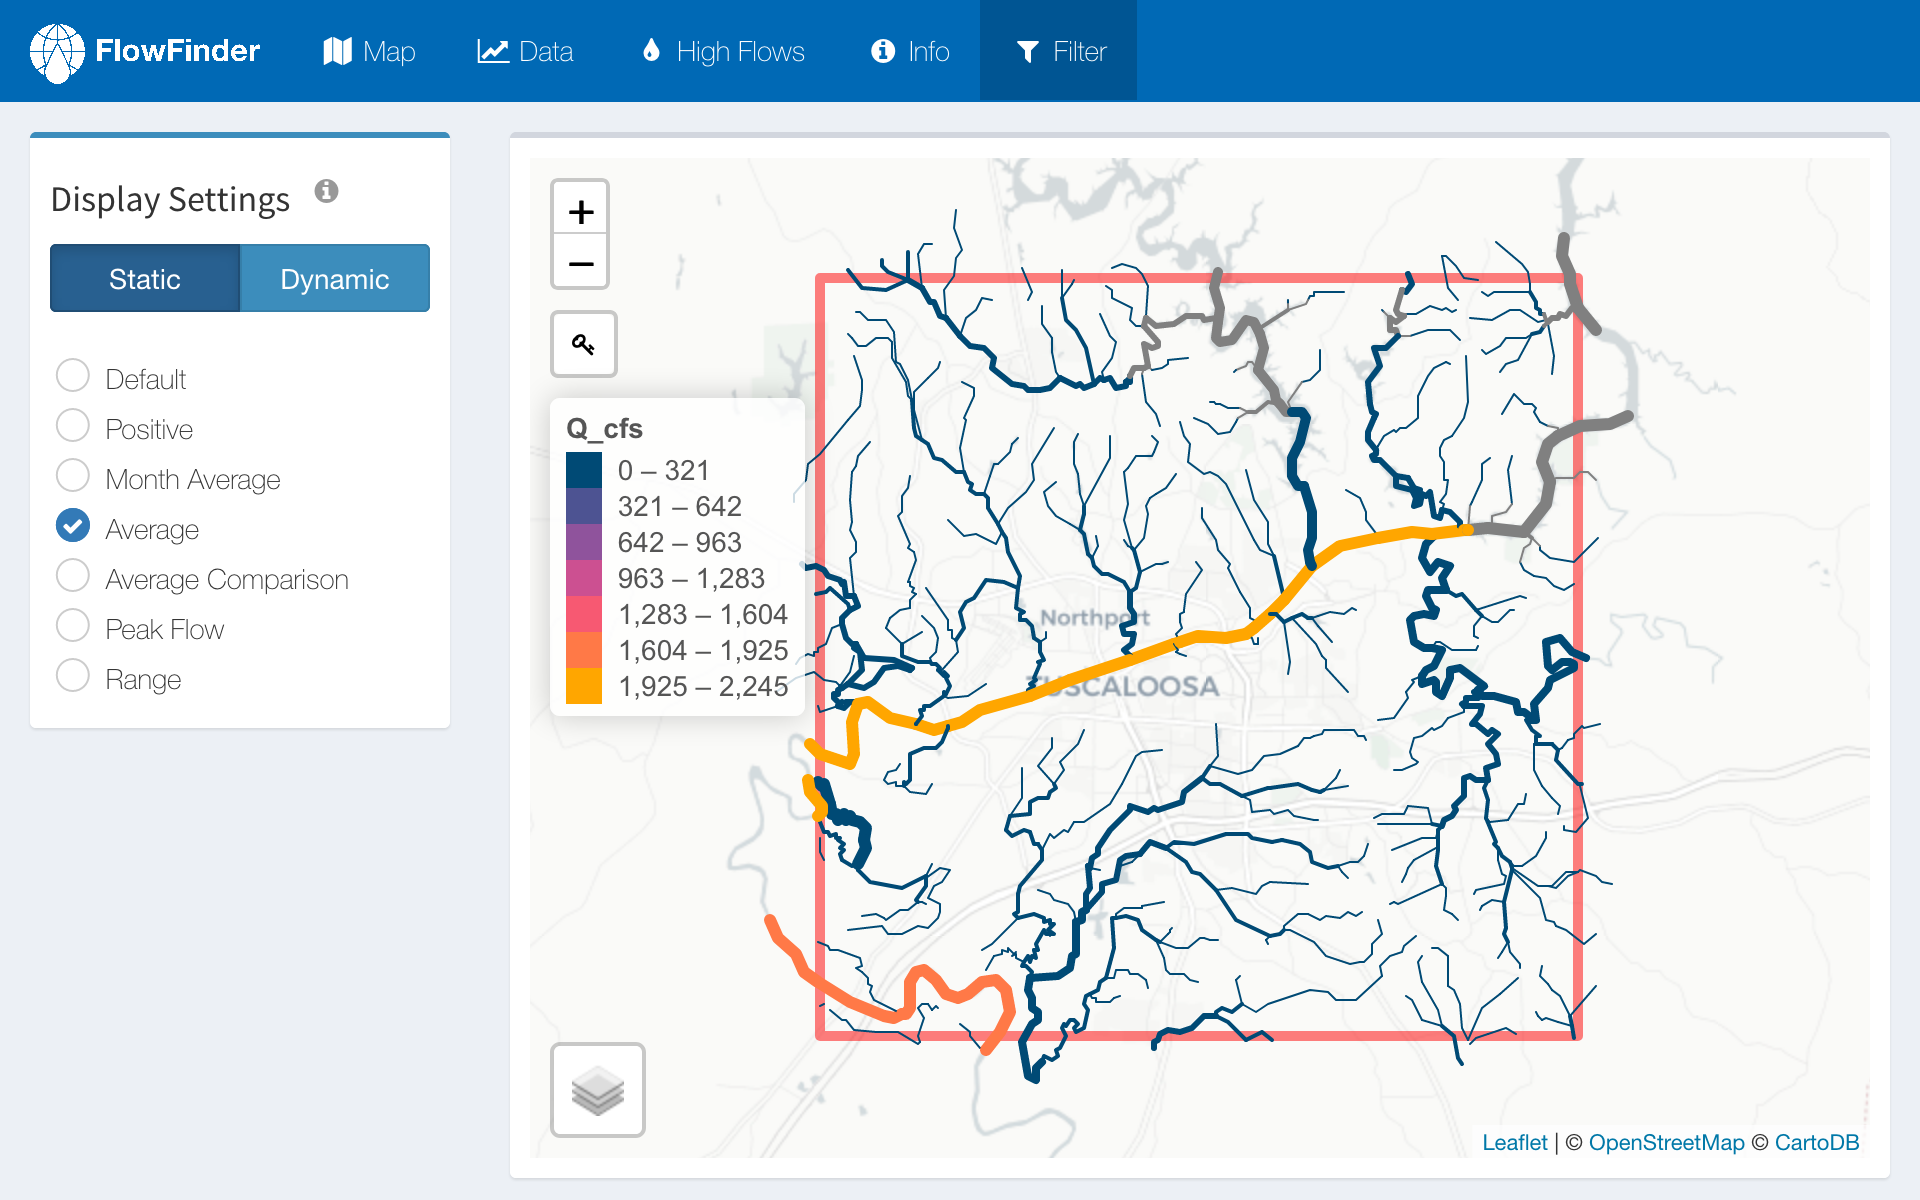 FlowFinder Map Data High Flows Info Filter
Display Settings
Static Dynamic
Default
Positive
Month Average
Average
Average Comparison
Peak Flow
Range
+
−
Q_cfs
0 – 321
321 – 642
642 – 963
963 – 1,283
1,283 – 1,604
1,604 – 1,925
1,925 – 2,245
Northport
TUSCALOOSA
Leaflet | © OpenStreetMap © CartoDB